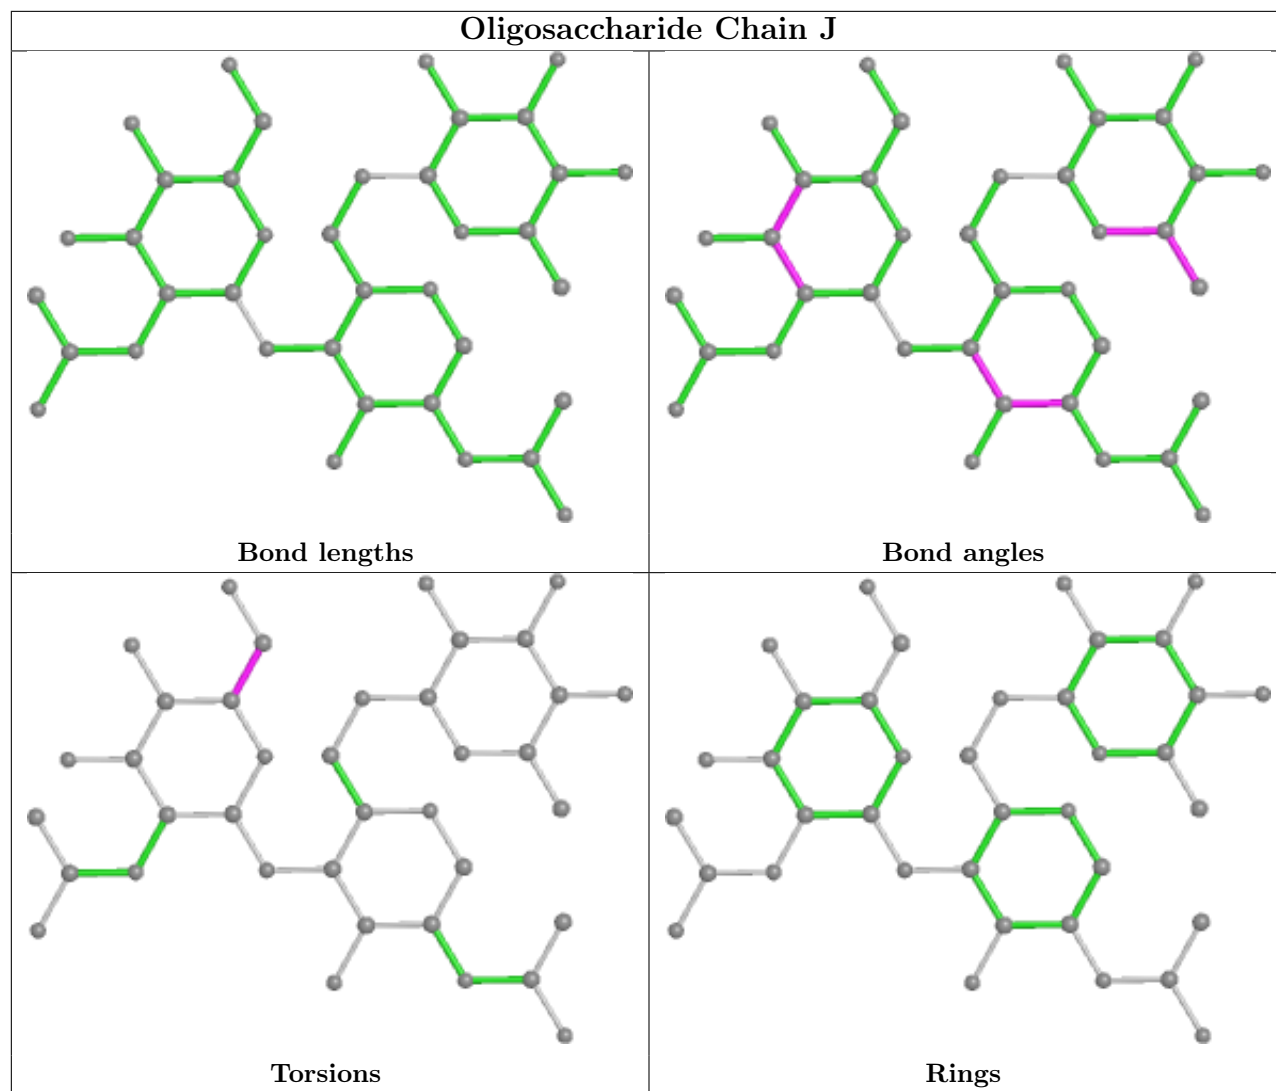 Oligosaccharide Chain J
Bond lengths
Bond angles
Torsions
Rings